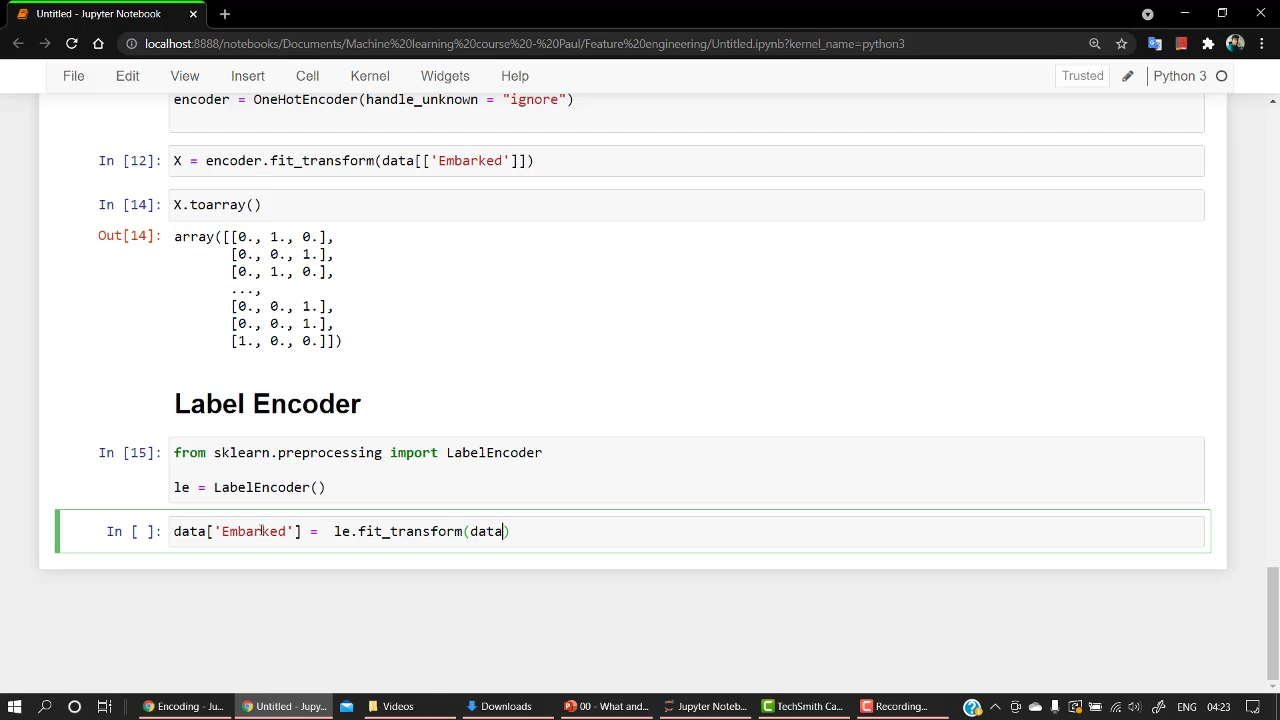 Untitled - Jupyter Notebook
localhost:8888/notebooks/Documents/Machine%20learning%20course%20-%20Paul/Feature%20engineering/Untitled.ipynb?kernel_name=python3
File Edit View Insert Cell Kernel Widgets Help Trusted Python 3
encoder = OneHotEncoder(handle_unknown = "ignore")
In [12]: X = encoder.fit_transform(data[['Embarked']])
In [14]: X.toarray()
Out[14]: array([[0., 1., 0.],
[0., 0., 1.],
[0., 1., 0.],
...,
[0., 0., 1.],
[0., 0., 1.],
[1., 0., 0.]])
Label Encoder
In [15]: from sklearn.preprocessing import LabelEncoder
le = LabelEncoder()
In [ ]: data['Embarked'] =  le.fit_transform(data)
Encoding - Ju... Untitled - Jupy... Videos Downloads 00 - What and... Jupyter Noteb... TechSmith Ca... Recording... ENG 04:23